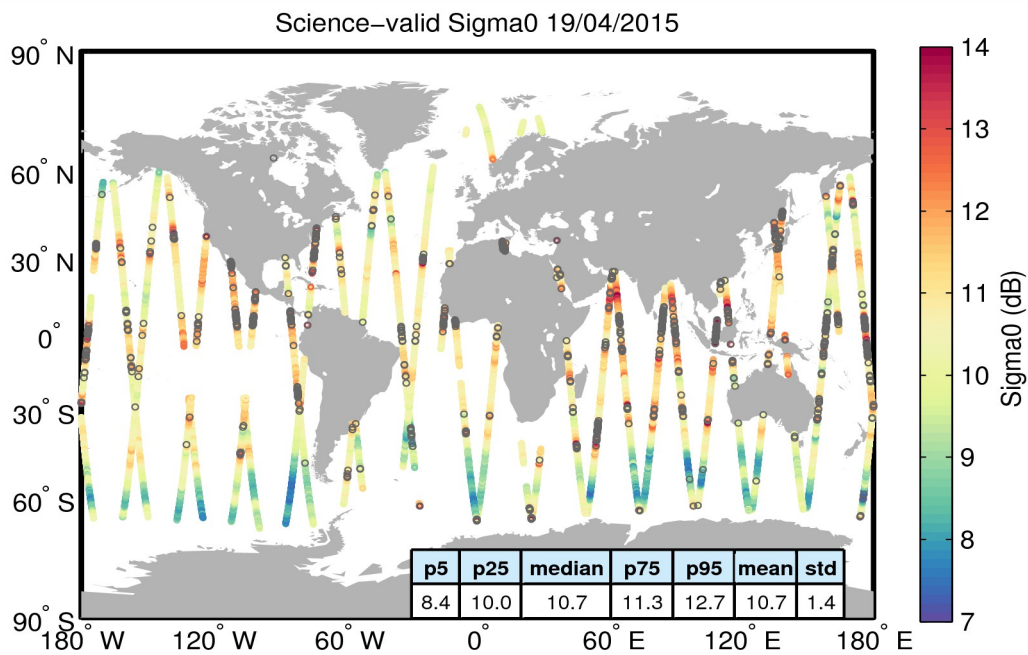 Science−valid Sigma0 19/04/2015
90° N
60° N
30° N
0°
30° S
60° S
90° S
180° W
120° W
60° W
0°
60° E
120° E
180° E
p5 p25 median p75 p95 mean std
8.4 10.0 10.7 11.3 12.7 10.7 1.4
14
13
12
11
10
9
8
7
Sigma0 (dB)